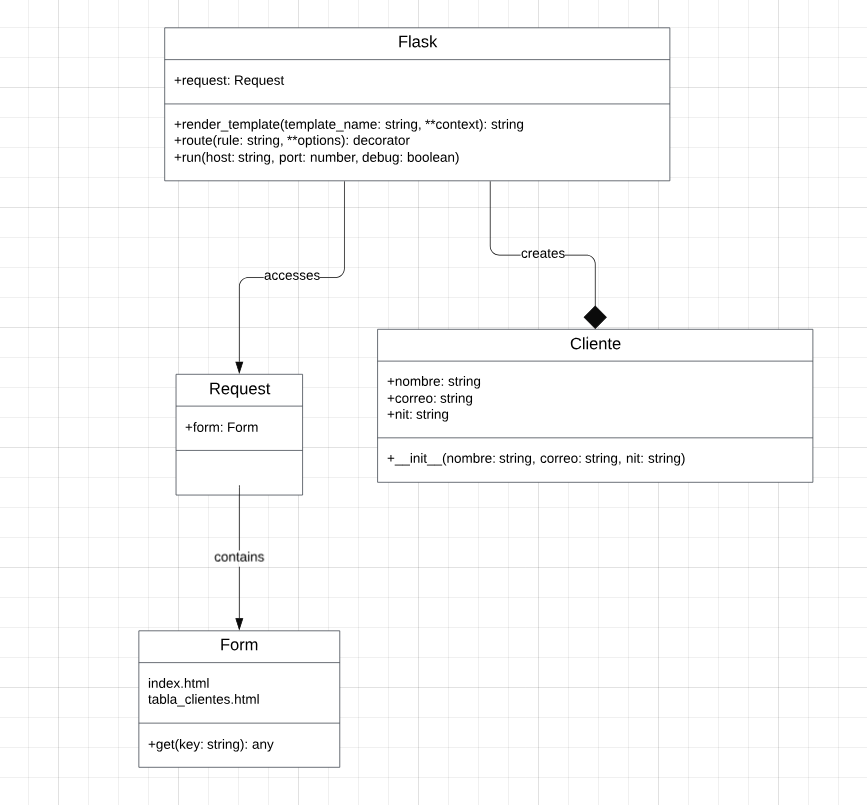 Flask
+request: Request
+render_template(template_name: string, **context): string
+route(rule: string, **options): decorator
+run(host: string, port: number, debug: boolean)
creates
accesses
Cliente
+nombre: string
+correo: string
+nit: string
+__init__(nombre: string, correo: string, nit: string)
Request
+form: Form
contains
Form
index.html
tabla_clientes.html
+get(key: string): any